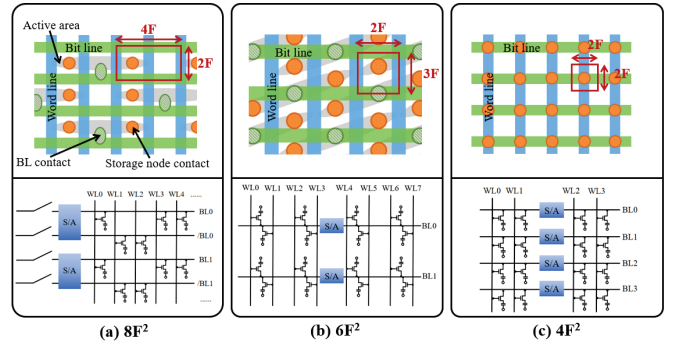 Active area
Bit line
4F
2F
Word line
BL contact
Storage node contact
WL0 WL1 WL2 WL3 WL4 ......
S/A
BL0
/BL0
S/A
BL1
/BL1
......
(a) 8F²
2F
Bit line
3F
Word line
WL0 WL1 WL2 WL3 WL4 WL5 WL6 WL7
S/A
BL0
S/A
BL1
(b) 6F²
2F
Bit line
2F
Word line
WL0 WL1 WL2 WL3
S/A
BL0
S/A
BL1
S/A
BL2
S/A
BL3
(c) 4F²